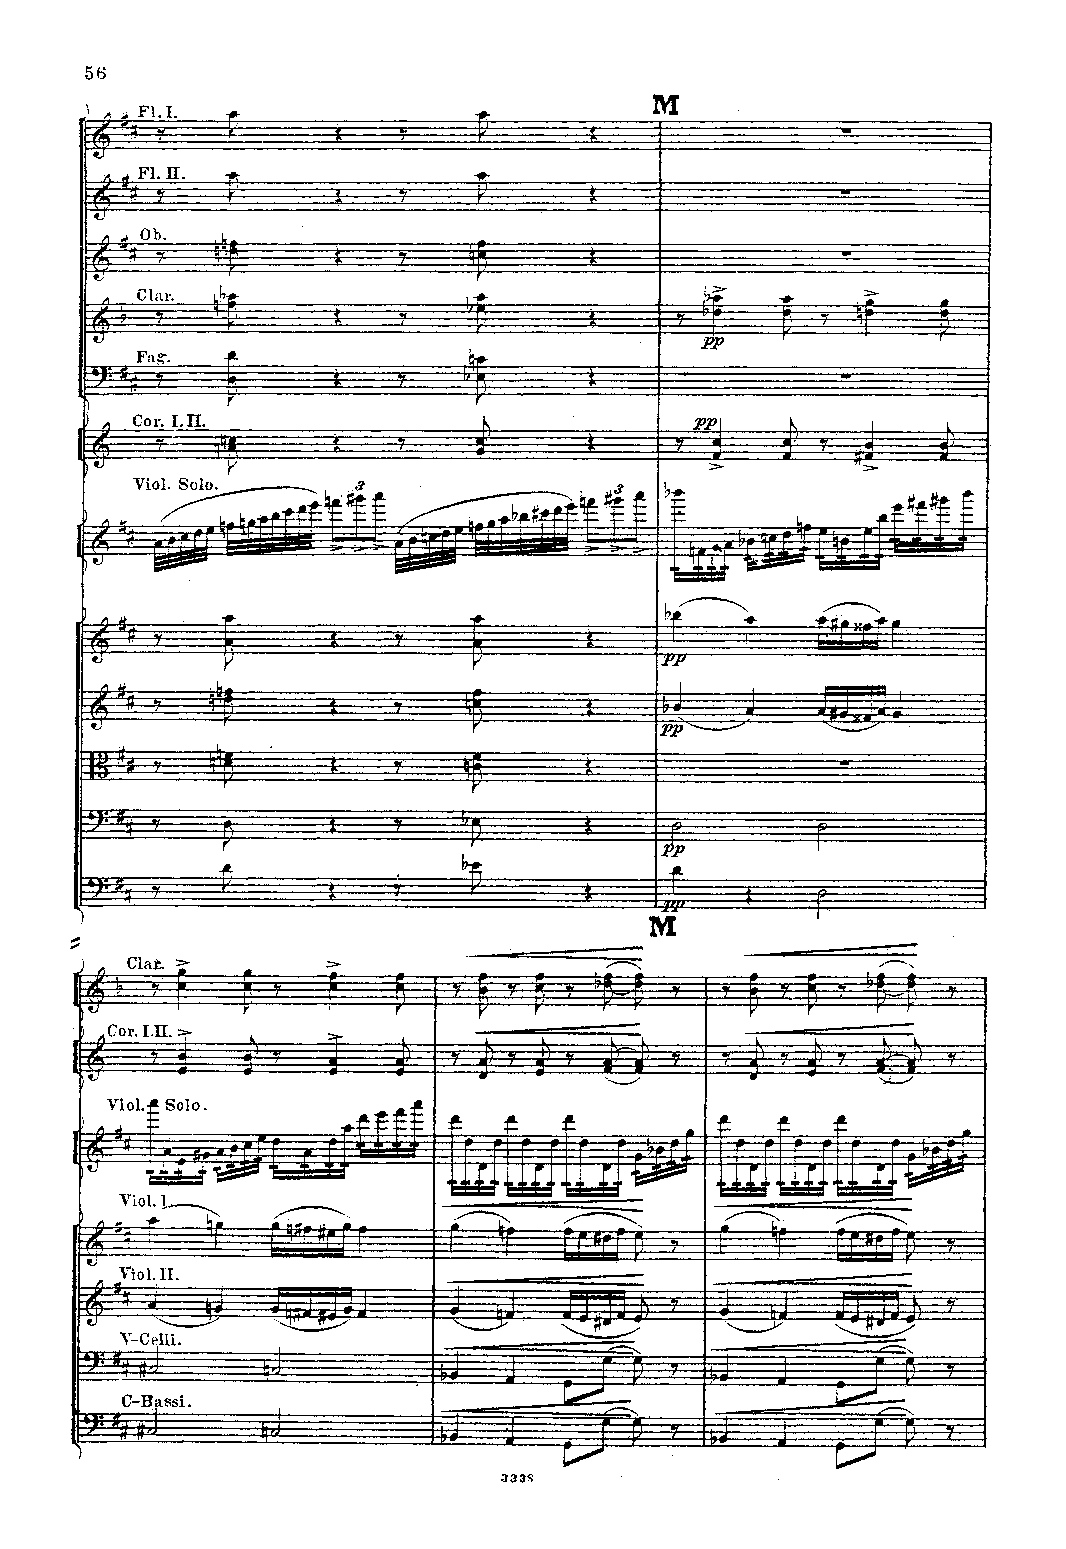 56
M
Fl. I.
Fl. II.
Ob.
Clar.
pp
Fag.
Cor. I. II.
pp
Viol. Solo.
3
3
pp
pp
pp
pp
M
Clar.
Cor. I. II.
Viol. Solo.
Viol. I.
Viol. II.
V-Celli.
C-Bassi.
3338